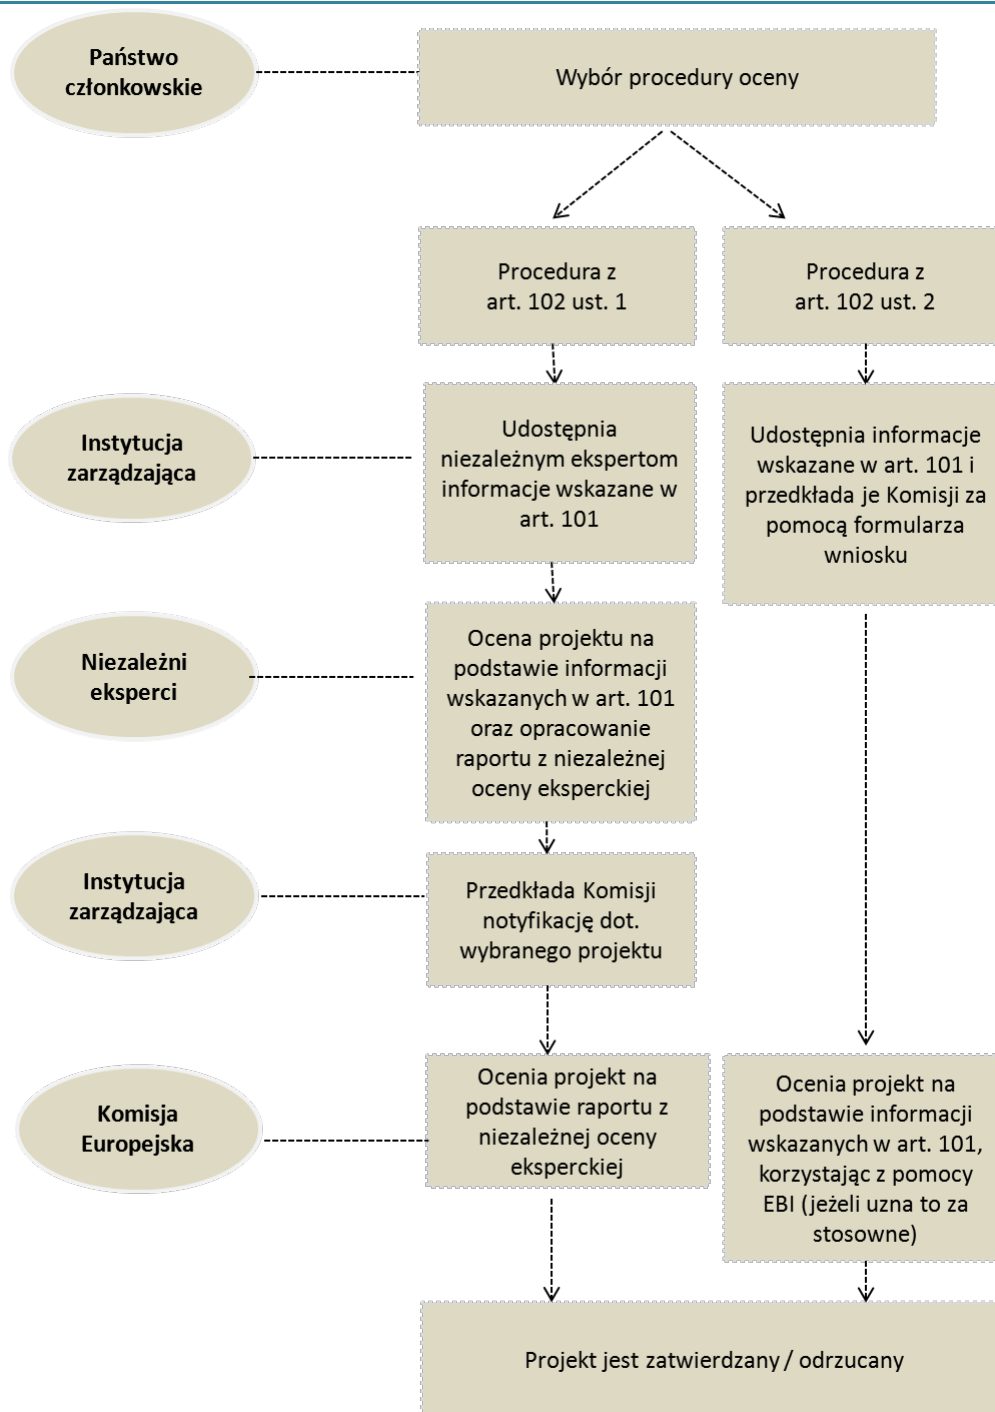 Państwo
członkowskie
Wybór procedury oceny
Procedura z
art. 102 ust. 1
Procedura z
art. 102 ust. 2
Instytucja
zarządzająca
Udostępnia
niezależnym ekspertom
informacje wskazane w
art. 101
Udostępnia informacje
wskazane w art. 101 i
przedkłada je Komisji za
pomocą formularza
wniosku
Niezależni
eksperci
Ocena projektu na
podstawie informacji
wskazanych w art. 101
oraz opracowanie
raportu z niezależnej
oceny eksperckiej
Instytucja
zarządzająca
Przedkłada Komisji
notyfikację dot.
wybranego projektu
Komisja
Europejska
Ocenia projekt na
podstawie raportu z
niezależnej oceny
eksperckiej
Ocenia projekt na
podstawie informacji
wskazanych w art. 101,
korzystając z pomocy
EBI (jeżeli uzna to za
stosowne)
Projekt jest zatwierdzany / odrzucany